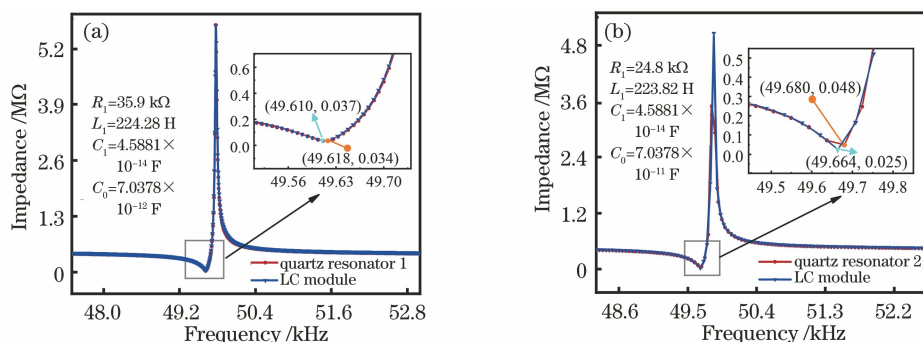 (a)
Impedance /MΩ
5.2
3.9
2.6
1.3
0
R₁=35.9 kΩ
L₁=224.28 H
C₁=4.5881×
10⁻¹⁴ F
C₀=7.0378×
10⁻¹² F
0.6
0.4
0.2
0.0
(49.610, 0.037)
(49.618, 0.034)
49.56 49.63 49.70
quartz resonator 1
LC module
48.0 49.2 50.4 51.6 52.8
Frequency /kHz
(b)
Impedance /MΩ
4.8
3.6
2.4
1.2
0
R₁=24.8 kΩ
L₁=223.82 H
C₁=4.5881×
10⁻¹⁴ F
C₀=7.0378×
10⁻¹¹ F
0.5
0.4
0.3
0.2
0.1
0.0
(49.680, 0.048)
(49.664, 0.025)
49.5 49.6 49.7 49.8
quartz resonator 2
LC module
48.6 49.5 50.4 51.3 52.2
Frequency /kHz